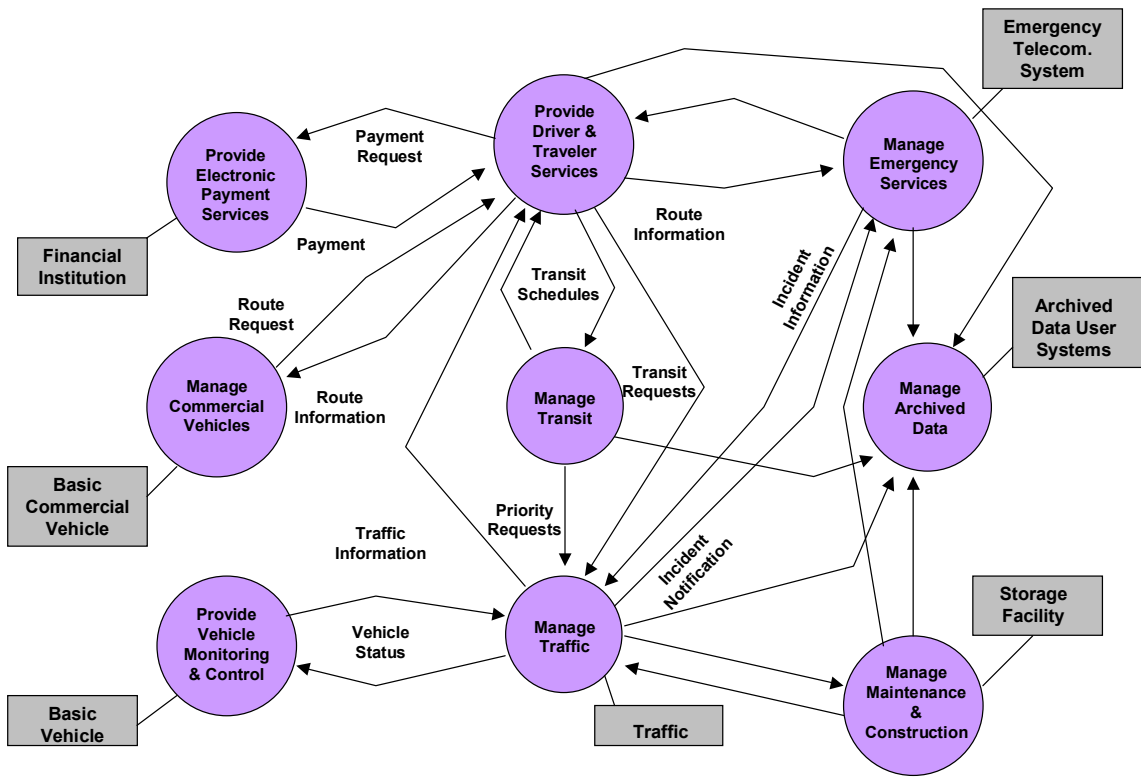 Emergency
Telecom.
System
Provide
Driver &
Traveler
Services
Payment
Request
Provide
Electronic
Payment
Services
Manage
Emergency
Services
Route
Information
Payment
Financial
Institution
Incident
Information
Transit
Schedules
Route
Request
Archived
Data User
Systems
Manage
Commercial
Vehicles
Route
Information
Manage
Transit
Transit
Requests
Manage
Archived
Data
Basic
Commercial
Vehicle
Priority
Requests
Traffic
Information
Incident
Notification
Provide
Vehicle
Monitoring
& Control
Vehicle
Status
Manage
Traffic
Storage
Facility
Manage
Maintenance
&
Construction
Basic
Vehicle
Traffic